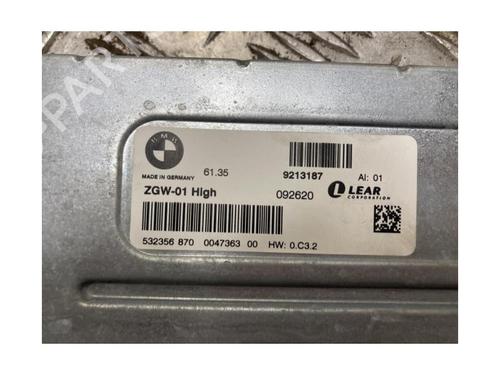 BMW
MADE IN GERMANY 61.35 9213187 AI: 01
ZGW-01 High 092620 LEAR
CORPORATION
532356 870 0047363 00 HW: 0.C3.2